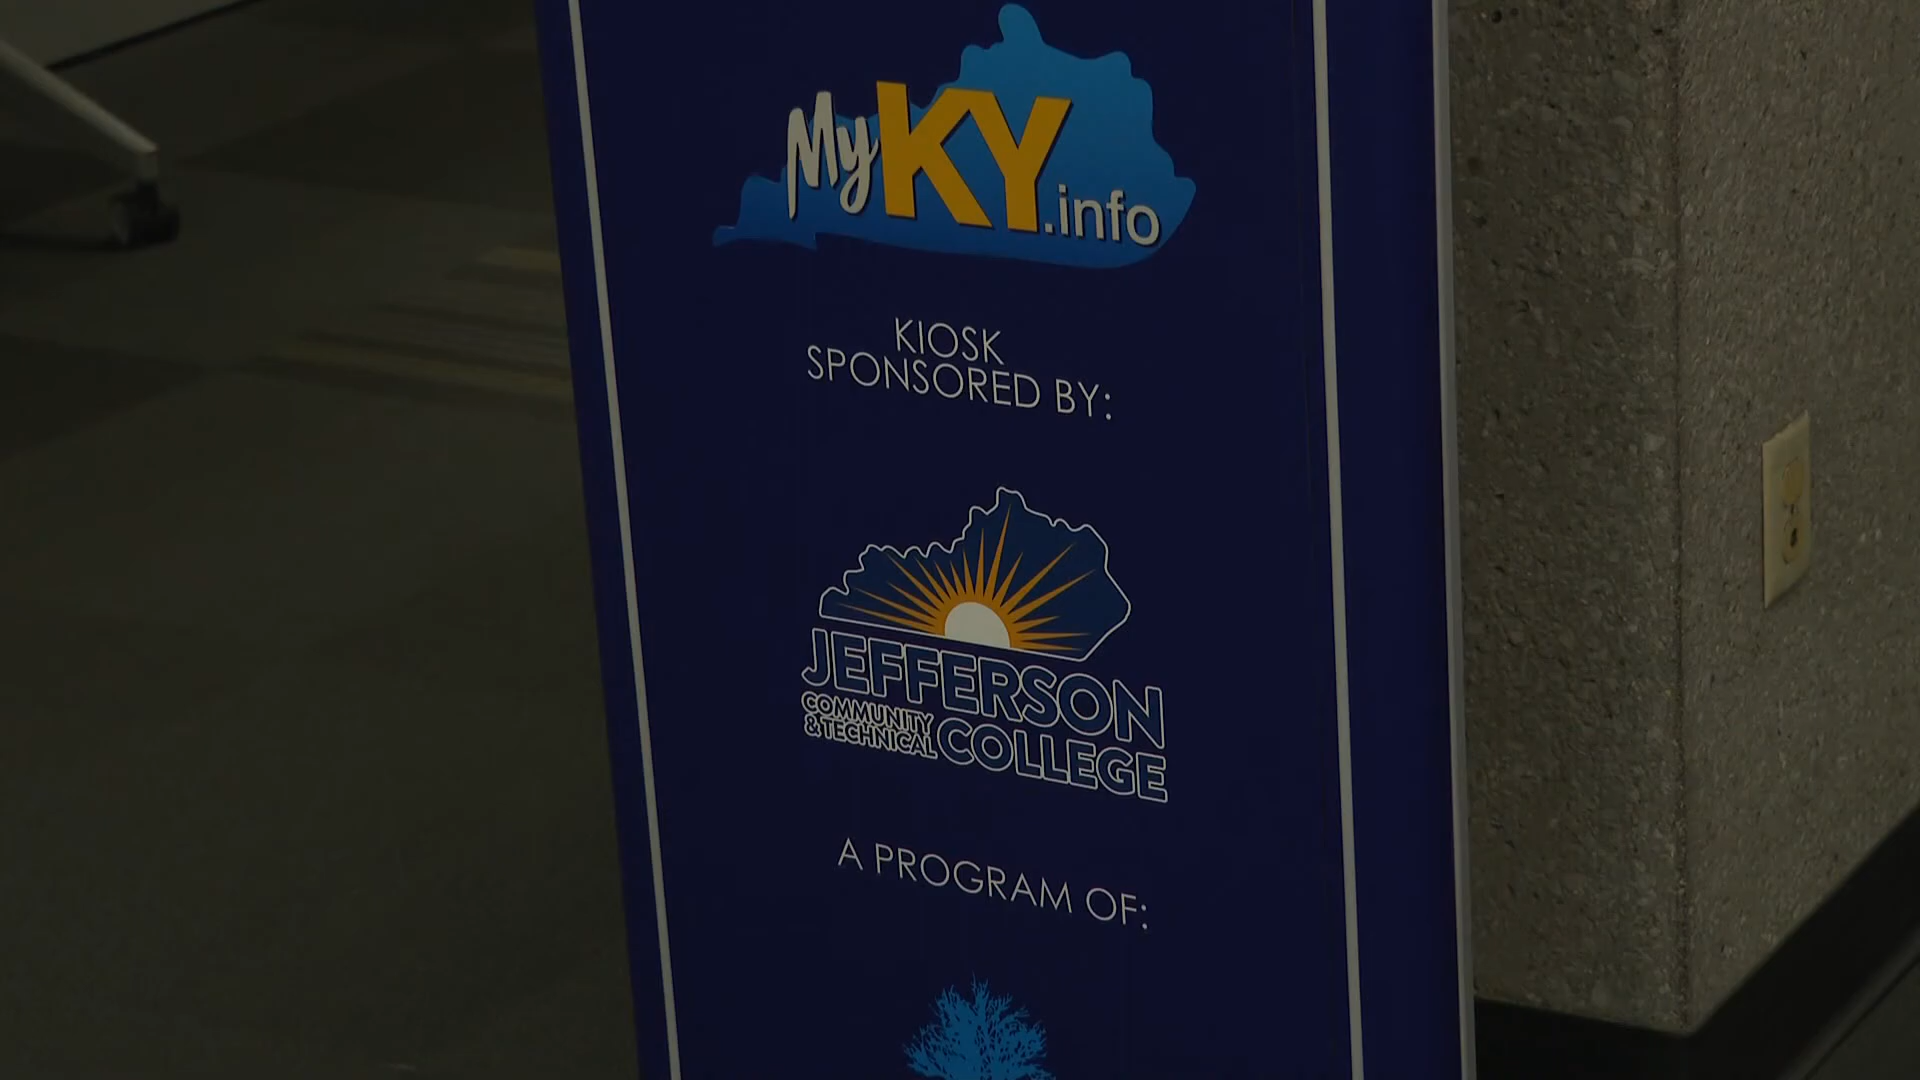 MyKY.info
KIOSK
SPONSORED BY:
JEFFERSON
COMMUNITY
& TECHNICAL
COLLEGE
A PROGRAM OF: